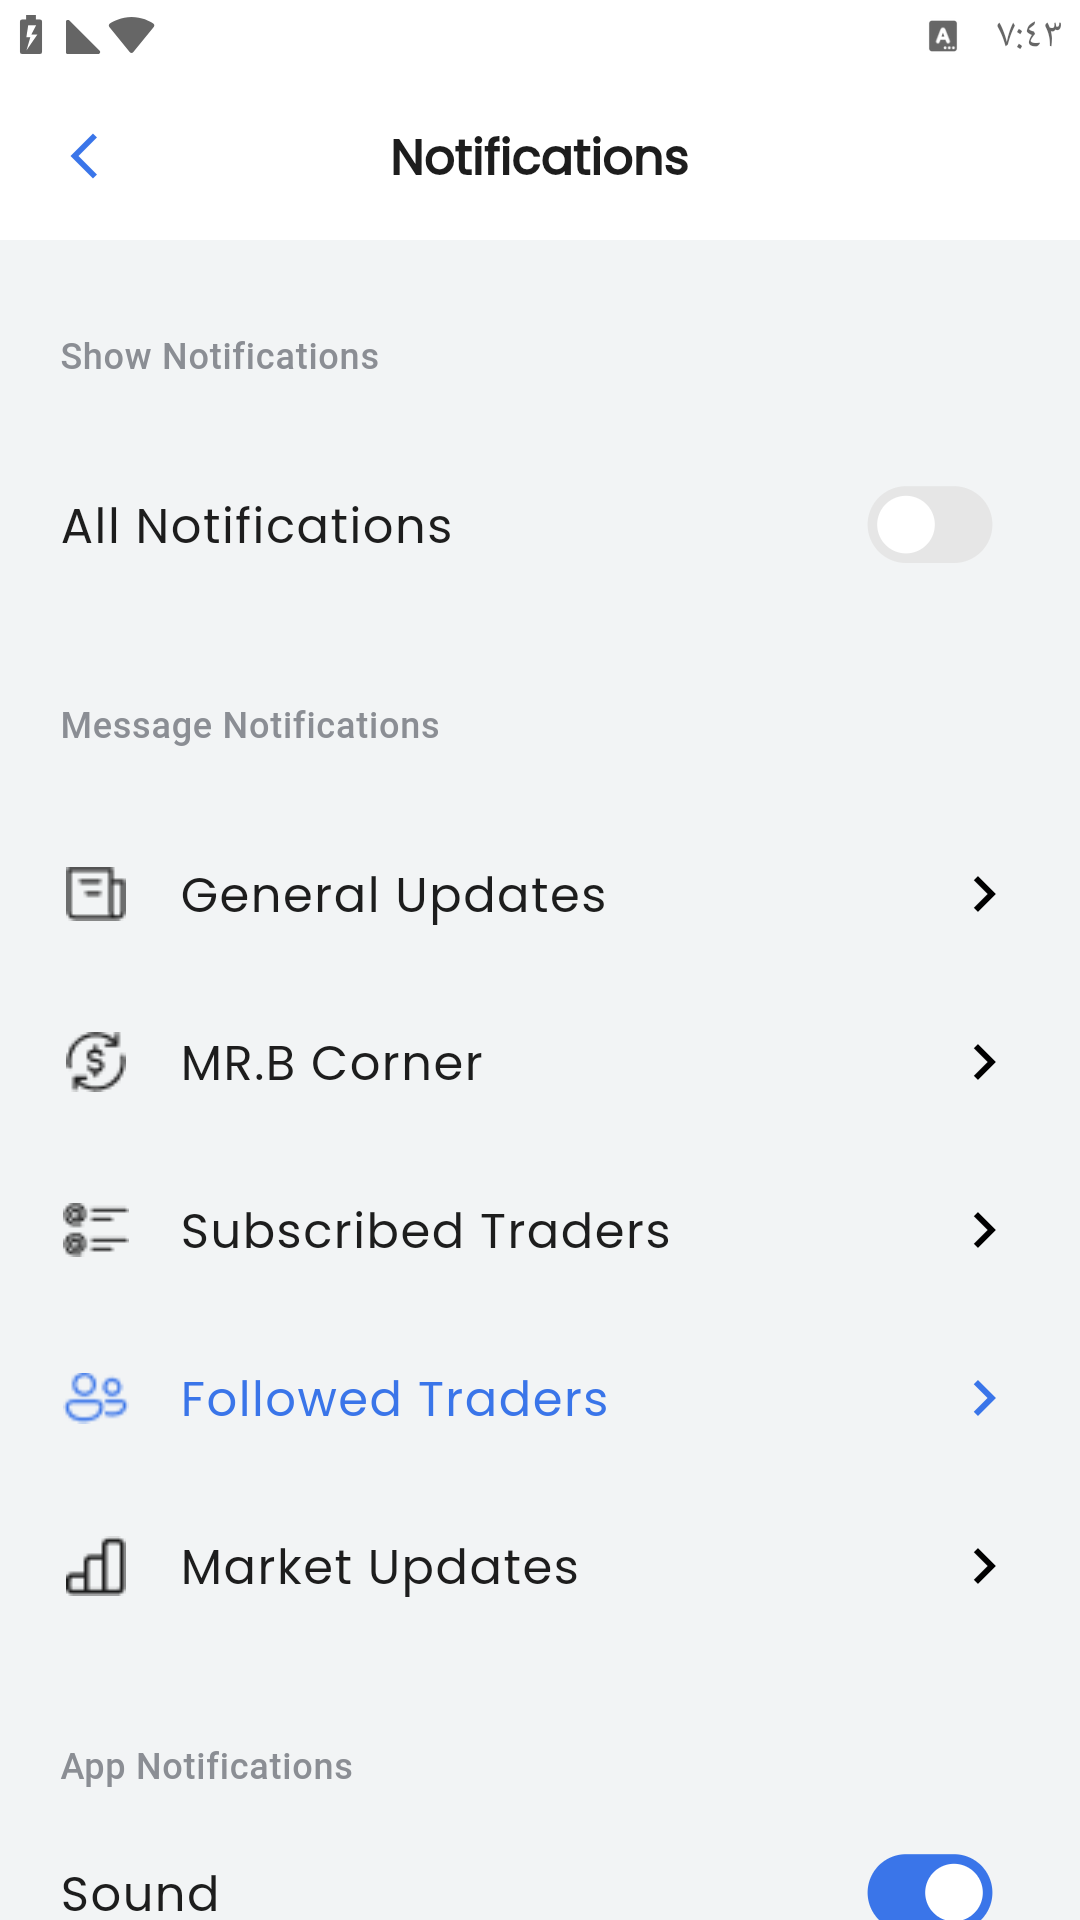 ٧:٤٣
Notifications
Show Notifications
All Notifications
Message Notifications
General Updates
MR.B Corner
Subscribed Traders
Followed Traders
Market Updates
App Notifications
Sound